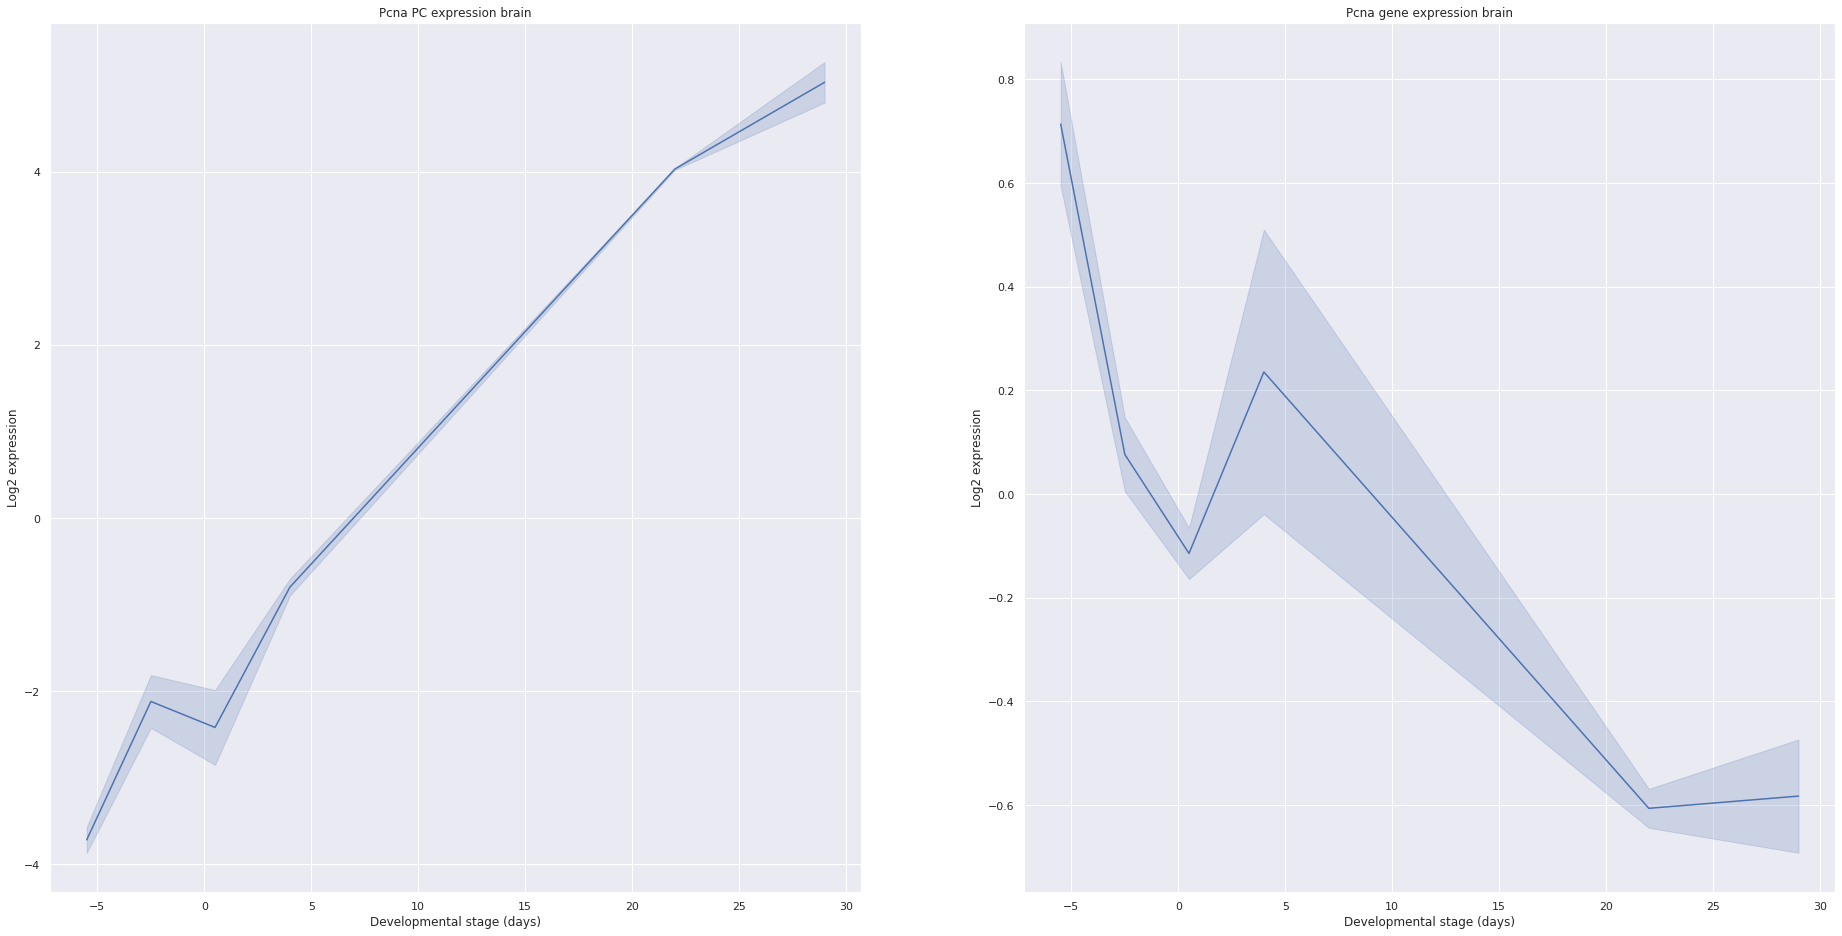 Pcna PC expression brain
Log2 expression
4
2
0
−2
−4
−5 0 5 10 15 20 25 30
Developmental stage (days)
Pcna gene expression brain
Log2 expression
0.8
0.6
0.4
0.2
0.0
−0.2
−0.4
−0.6
−5 0 5 10 15 20 25 30
Developmental stage (days)